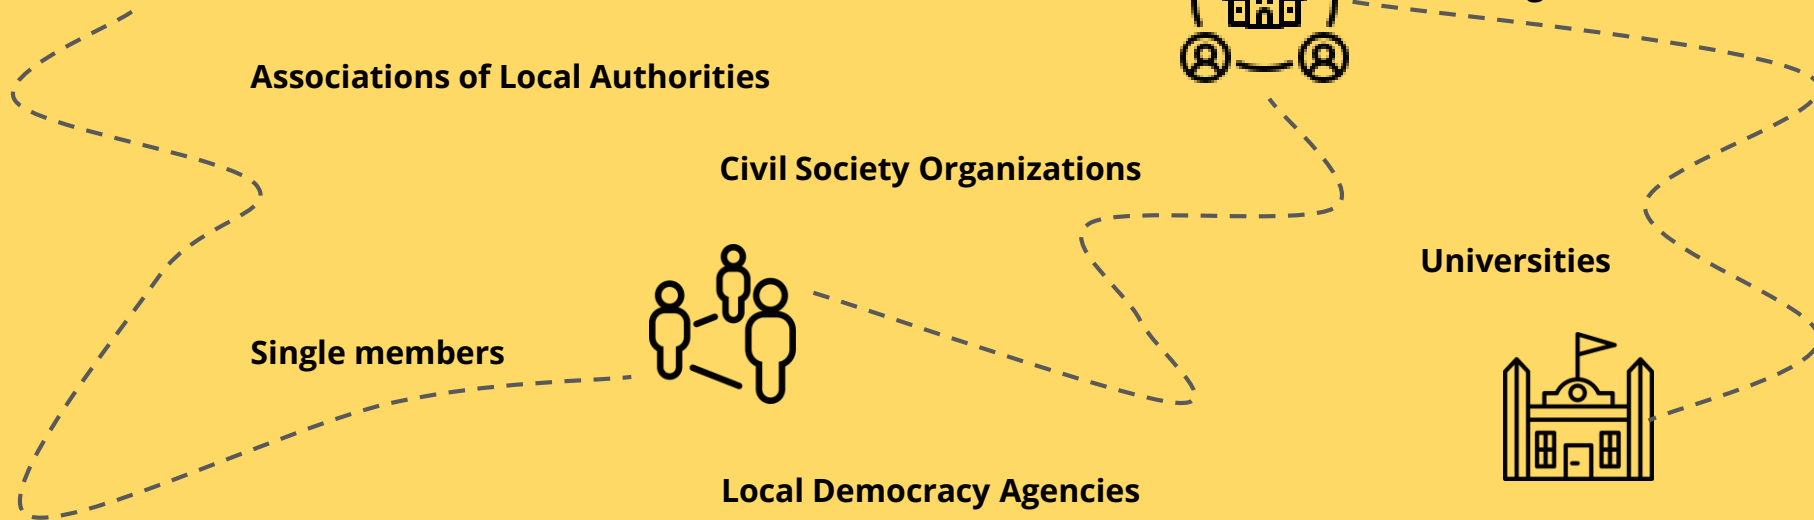 Associations of Local Authorities
Civil Society Organizations
Universities
Single members
Local Democracy Agencies